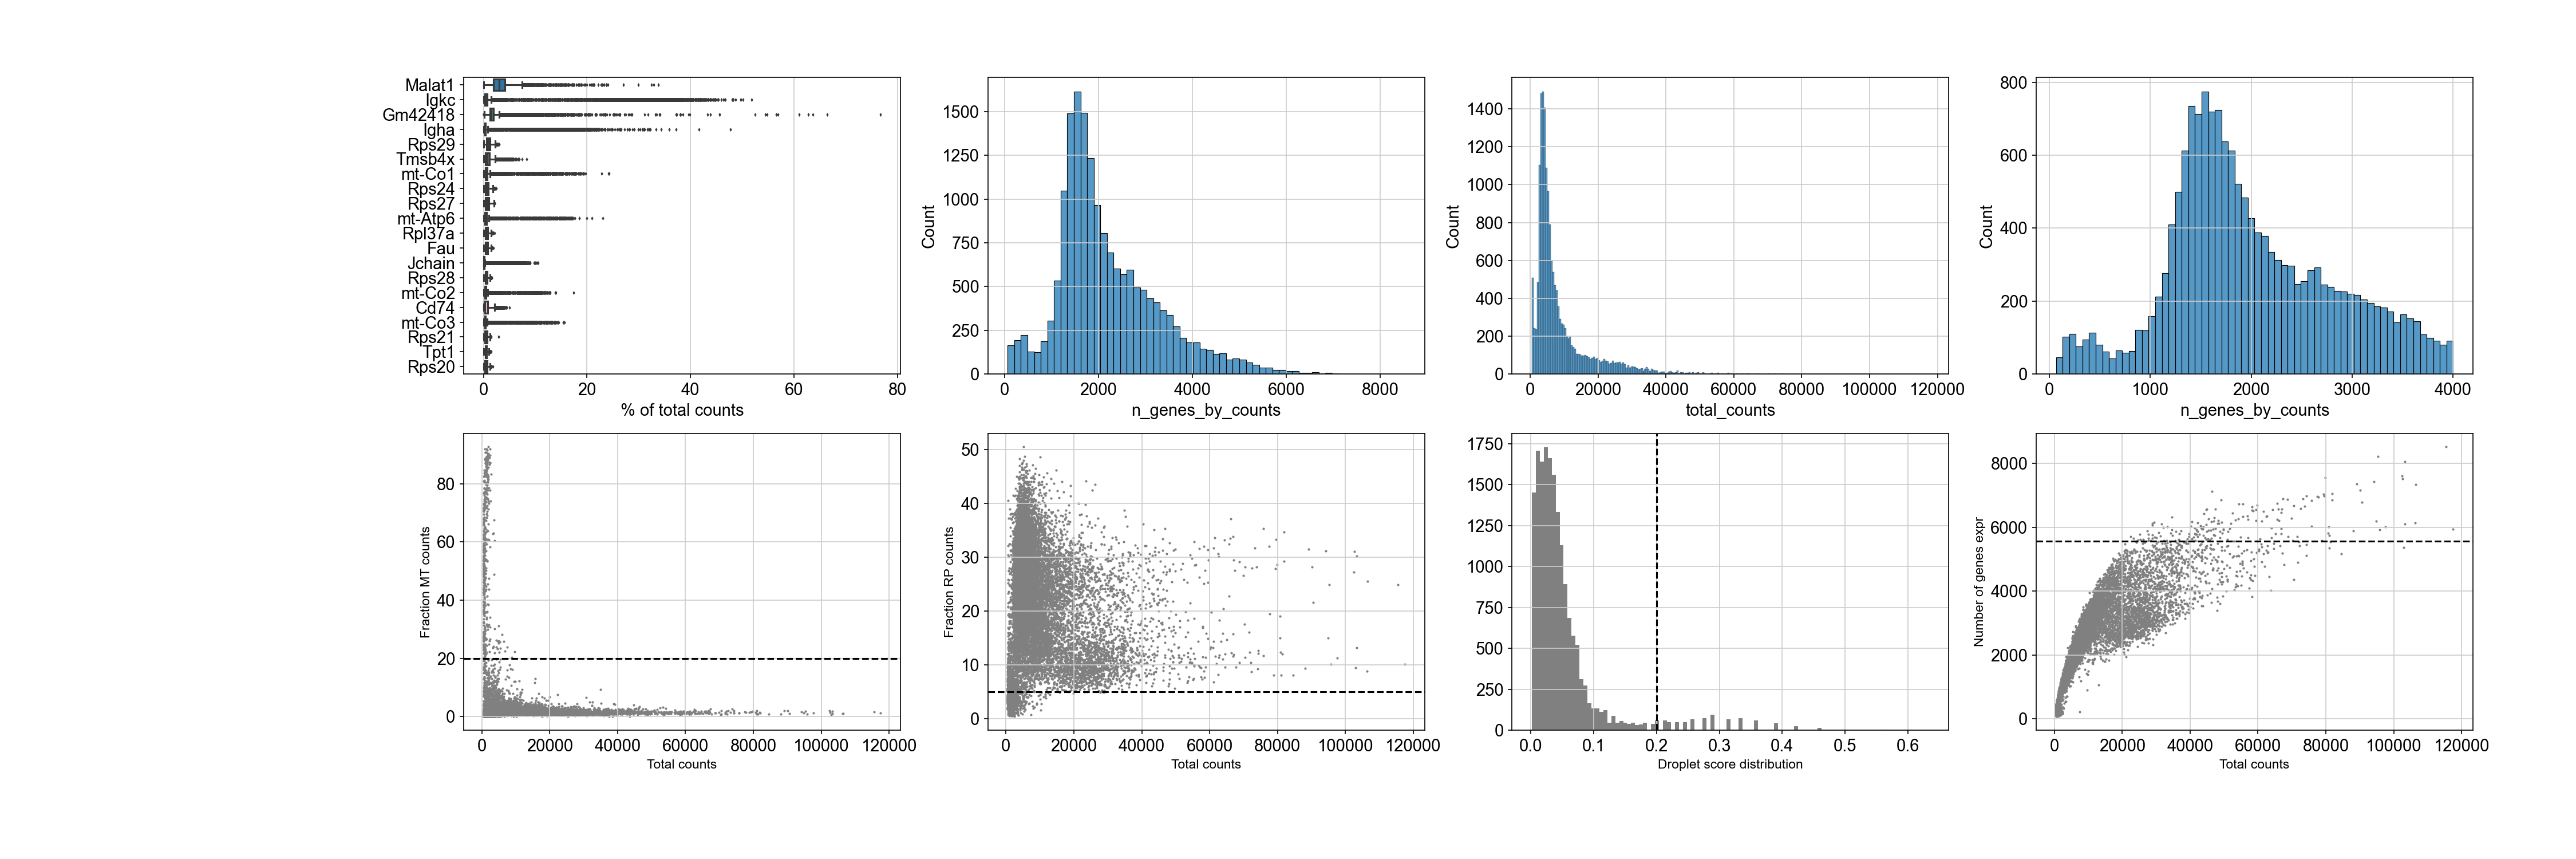 Malat1
Igkc
Gm42418
Igha
Rps29
Tmsb4x
mt-Co1
Rps24
Rps27
mt-Atp6
Rpl37a
Fau
Jchain
Rps28
mt-Co2
Cd74
mt-Co3
Rps21
Tpt1
Rps20
0 20 40 60 80
% of total counts
Count
1500
1250
1000
750
500
250
0
0 2000 4000 6000 8000
n_genes_by_counts
Count
1400
1200
1000
800
600
400
200
0
0 20000 40000 60000 80000 100000 120000
total_counts
Count
800
600
400
200
0
0 1000 2000 3000 4000
n_genes_by_counts
Fraction MT counts
80
60
40
20
0
0 20000 40000 60000 80000 100000 120000
Total counts
Fraction RP counts
50
40
30
20
10
0
0 20000 40000 60000 80000 100000 120000
Total counts
1750
1500
1250
1000
750
500
250
0
0.0 0.1 0.2 0.3 0.4 0.5 0.6
Droplet score distribution
Number of genes expr
8000
6000
4000
2000
0
0 20000 40000 60000 80000 100000 120000
Total counts